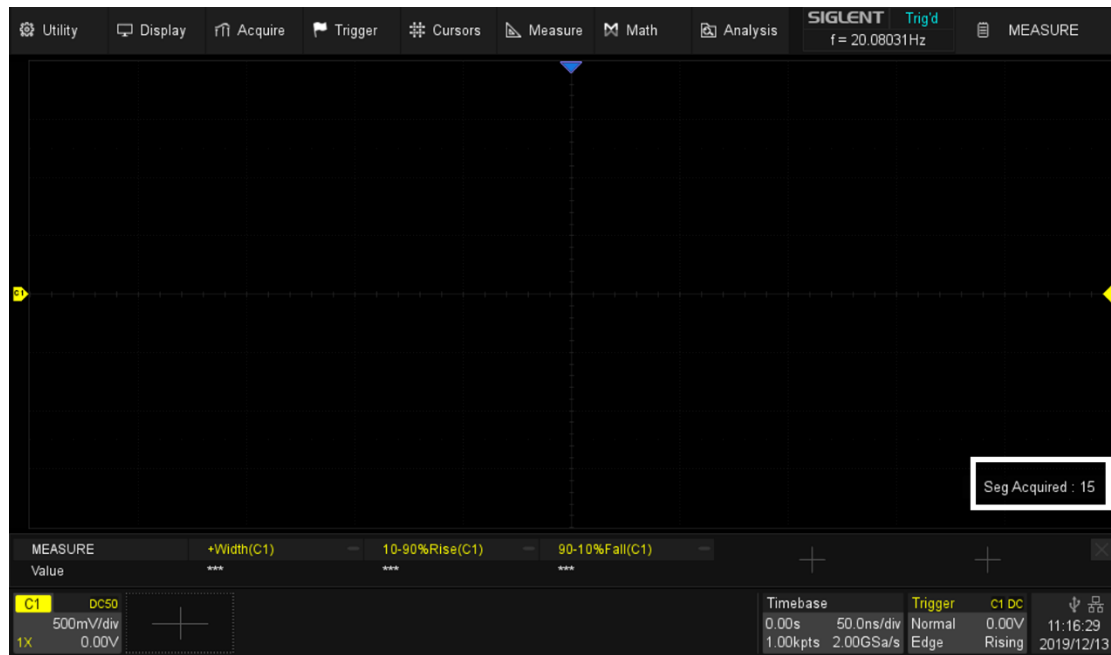 Utility Display Acquire Trigger Cursors Measure Math Analysis SIGLENT Trig'd MEASURE
f = 20.08031Hz
C1
Seg Acquired : 15
MEASURE +Width(C1) 10-90%Rise(C1) 90-10%Fall(C1)
Value *** *** ***
C1 DC50 Timebase Trigger C1 DC
500mV/div 0.00s 50.0ns/div Normal 0.00V 11:16:29
1X 0.00V 1.00kpts 2.00GSa/s Edge Rising 2019/12/13